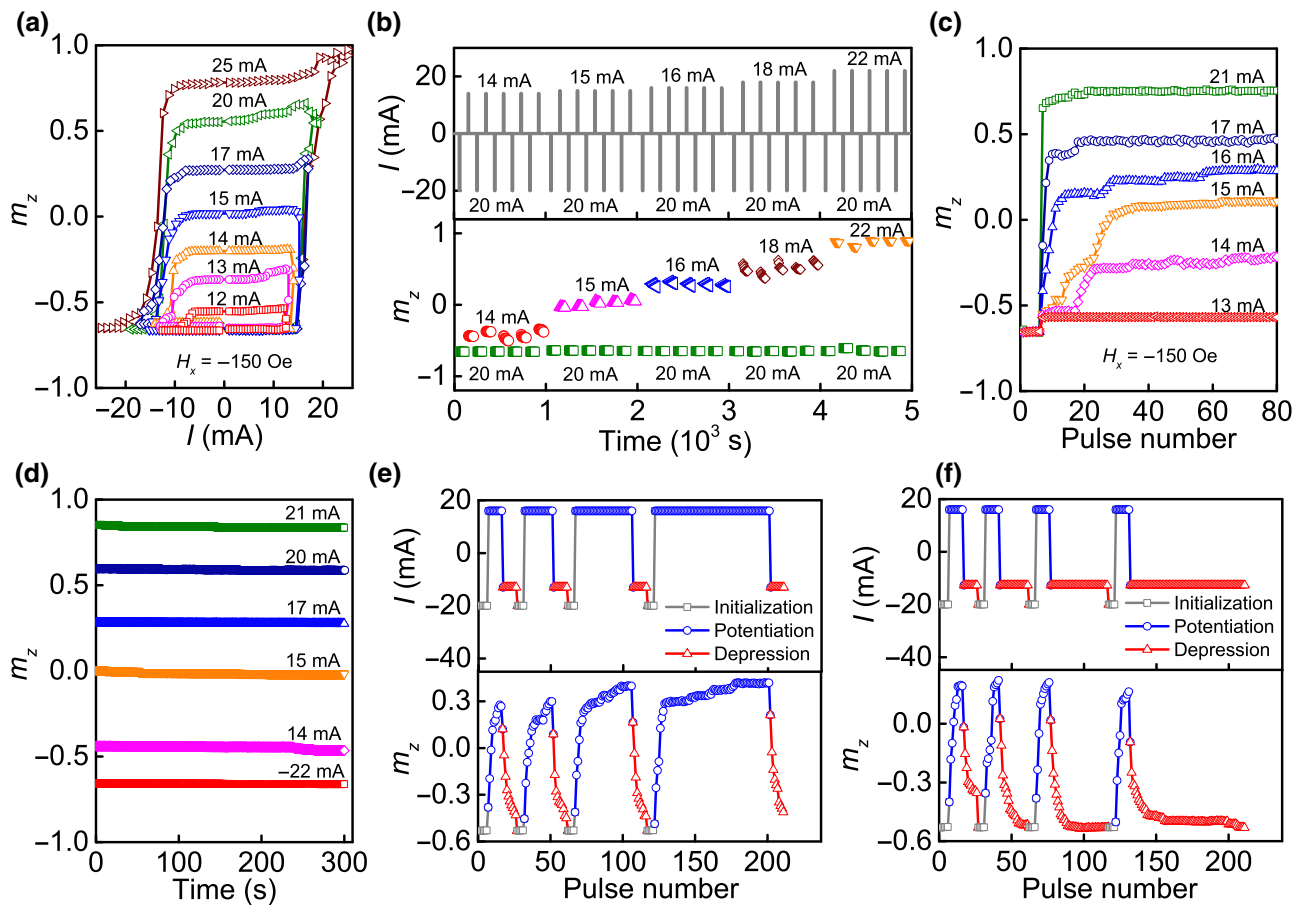 (a)
1.0
0.5
0.0
−0.5
−1.0
m_z
25 mA
20 mA
17 mA
15 mA
14 mA
13 mA
12 mA
H_x = −150 Oe
−20 −10 0 10 20
I (mA)
(b)
20
0
−20
I (mA)
14 mA 15 mA 16 mA 18 mA 22 mA
20 mA 20 mA 20 mA 20 mA 20 mA
1
0
−1
m_z
14 mA
15 mA
16 mA
18 mA
22 mA
20 mA 20 mA 20 mA 20 mA 20 mA
0 1 2 3 4 5
Time (10³ s)
(c)
1.0
0.5
0.0
−0.5
−1.0
m_z
21 mA
17 mA
16 mA
15 mA
14 mA
13 mA
H_x = −150 Oe
0 20 40 60 80
Pulse number
(d)
1.0
0.5
0.0
−0.5
−1.0
m_z
21 mA
20 mA
17 mA
15 mA
14 mA
−22 mA
0 100 200 300
Time (s)
(e)
20
0
−20
−40
I (mA)
Initialization
Potentiation
Depression
0.3
0.0
−0.3
−0.6
m_z
0 50 100 150 200
Pulse number
(f)
20
0
−20
−40
I (mA)
Initialization
Potentiation
Depression
0.0
−0.3
−0.6
m_z
0 50 100 150 200
Pulse number